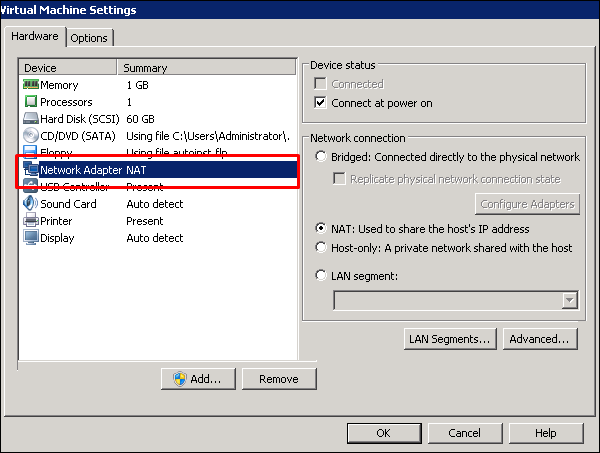 Virtual Machine Settings
Hardware
Options
Device Summary
Memory 1 GB
Processors 1
Hard Disk (SCSI) 60 GB
CD/DVD (SATA) Using file C:\Users\Administrator\.
Floppy Using file autoinst.flp
Network Adapter NAT
USB Controller Present
Sound Card Auto detect
Printer Present
Display Auto detect
Add...
Remove
Device status
Connected
Connect at power on
Network connection
Bridged: Connected directly to the physical network
Replicate physical network connection state
Configure Adapters
NAT: Used to share the host's IP address
Host-only: A private network shared with the host
LAN segment:
LAN Segments...
Advanced...
OK
Cancel
Help